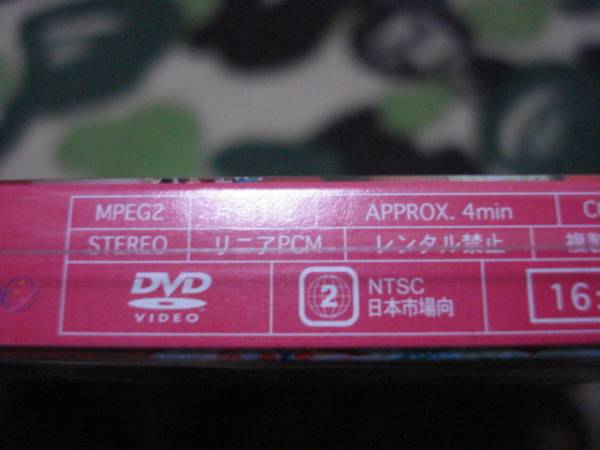 MPEG2 APPROX. 4min
STEREO リニアPCM レンタル禁止 複
DVD VIDEO 2 NTSC 日本市場向 16: